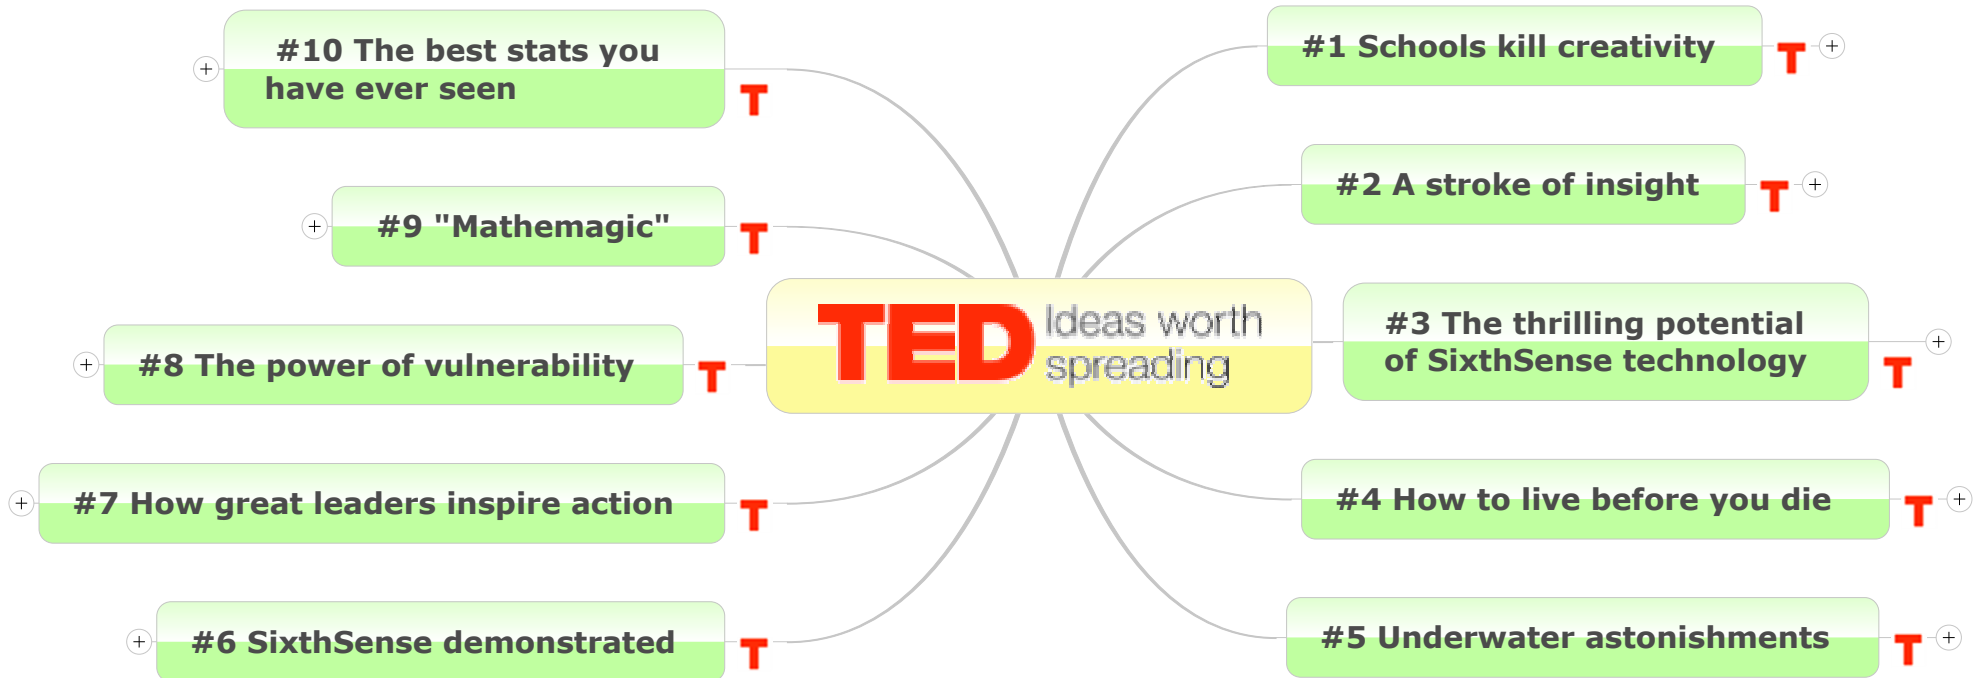 #1 Schools kill creativity
#2 A stroke of insight
#3 The thrilling potential
of SixthSense technology
#4 How to live before you die
#5 Underwater astonishments
#6 SixthSense demonstrated
#7 How great leaders inspire action
#8 The power of vulnerability
#9 "Mathemagic"
#10 The best stats you
have ever seen
TED Ideas worth
spreading
T
T
T
T
T
T
T
T
T
T